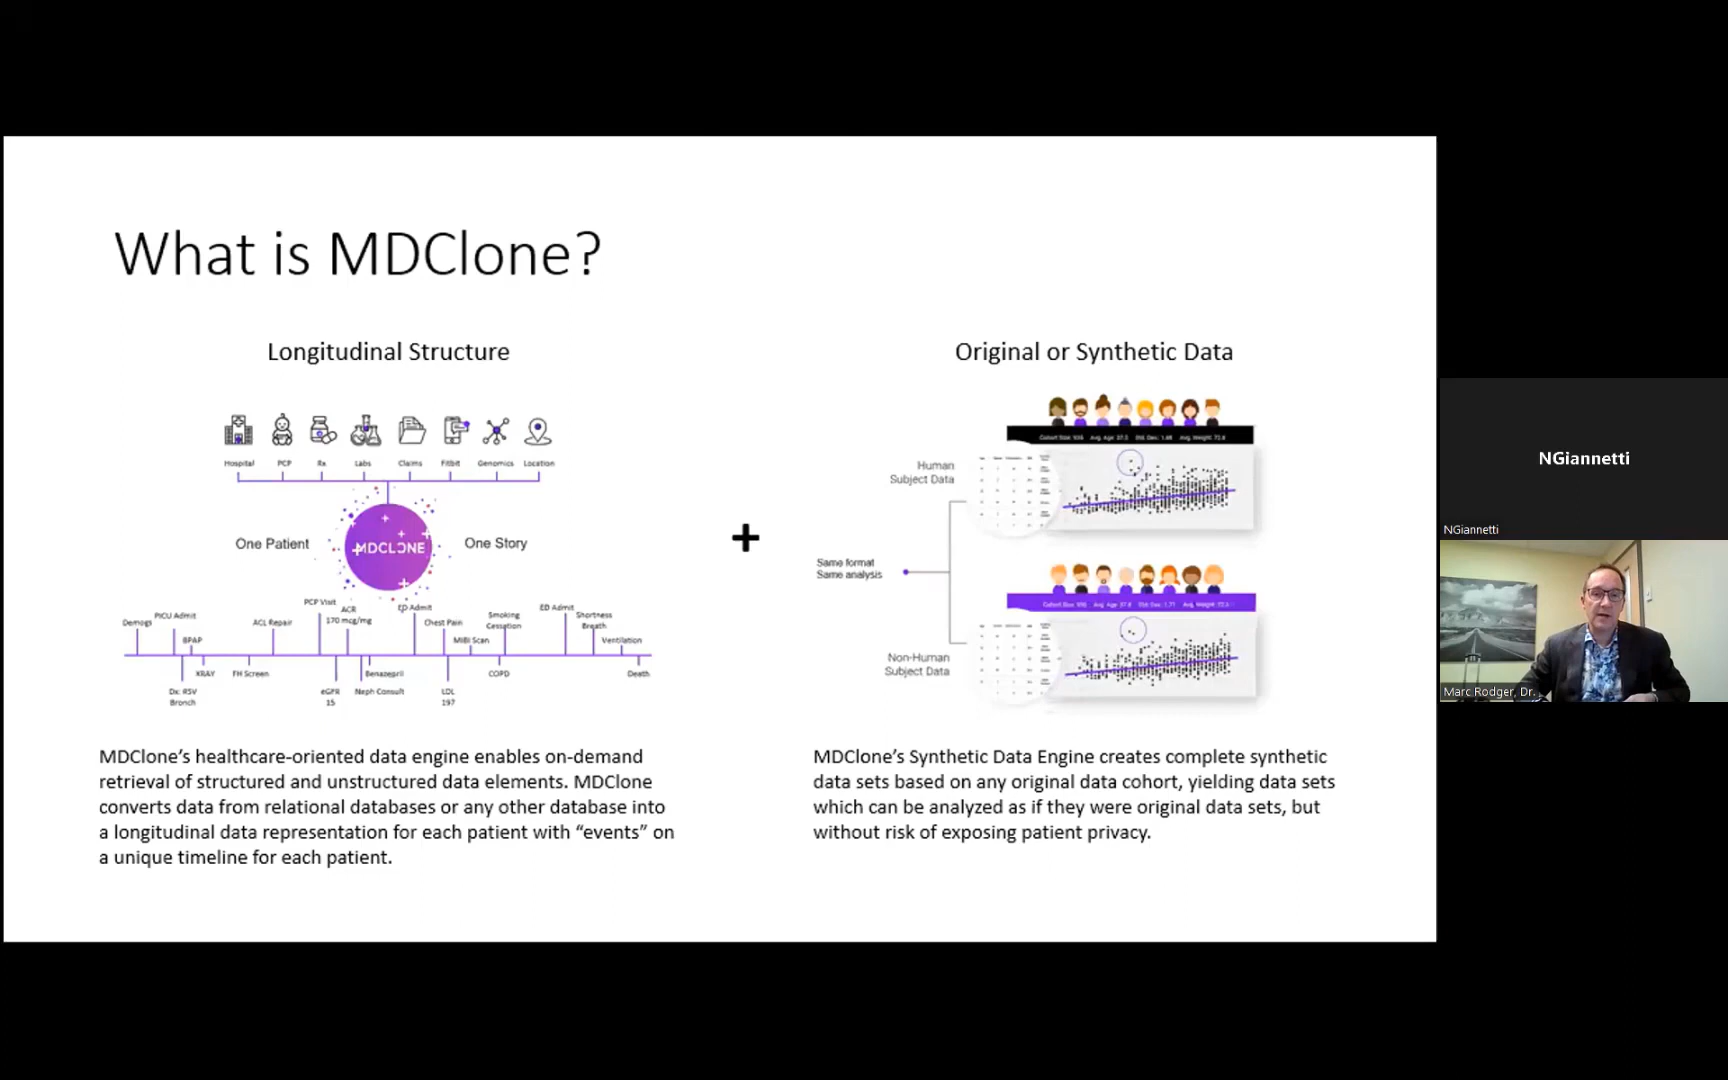 What is MDClone?
Longitudinal Structure
Hospital PCP Rx Labs Claims Fitbit Genomics Location
One Patient
MDCLONE
One Story
PCP Visit
ACR
170 mcg/mg
ED Admit
ED Admit
Demogs
PICU Admit
BPAP
ACL Repair
Chest Pain
MIBI Scan
Smoking
Cessation
Shortness
Breath
Ventilation
XRAY
FH Screen
Benazepril
COPD
Death
Dx: RSV
Bronch
eGFR
15
Neph Consult
LDL
197
+
Original or Synthetic Data
Human
Subject Data
Same format
Same analysis
Non-Human
Subject Data
MDClone’s healthcare-oriented data engine enables on-demand
retrieval of structured and unstructured data elements. MDClone
converts data from relational databases or any other database into
a longitudinal data representation for each patient with “events” on
a unique timeline for each patient.
MDClone’s Synthetic Data Engine creates complete synthetic
data sets based on any original data cohort, yielding data sets
which can be analyzed as if they were original data sets, but
without risk of exposing patient privacy.
NGiannetti
NGiannetti
Marc Rodger, Dr.